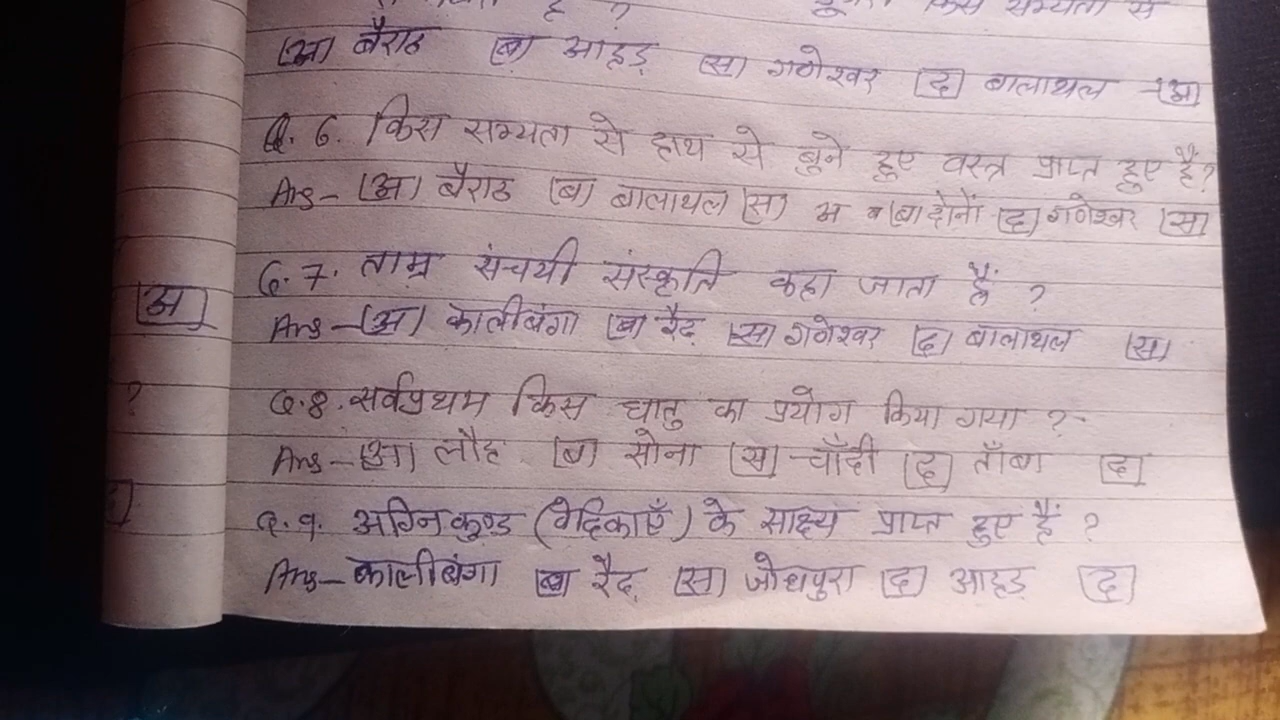 (अ) बैराठ (ब) आहड़ (स) गणेश्वर (द) बालाथल (अ)
Q. 6. किस सभ्यता से हाथ से बुने हुए वस्त्र प्राप्त हुए है?
Ans- (अ) बैराठ (ब) बालाथल (स) अ व (ब) दोनों (द) गणेश्वर (स)
Q. 7. ताम्र संचयी संस्कृति कहा जाता हैं ?
(अ) Ans - (अ) कालीबंगा (ब) रैढ़ (स) गणेश्वर (द) बालाथल (स)
? Q.8. सर्वप्रथम किस धातु का प्रयोग किया गया ?-
Ans - (अ) लौह (ब) सोना (स) चाँदी (द) ताँबा (द)
Q. 9. अग्निकुण्ड (वेदिकाएँ) के साक्ष्य प्राप्त हुए हैं ?
Ans - कालीबंगा (ब) रैढ़ (स) जोधपुरा (द) आहड़ (द)